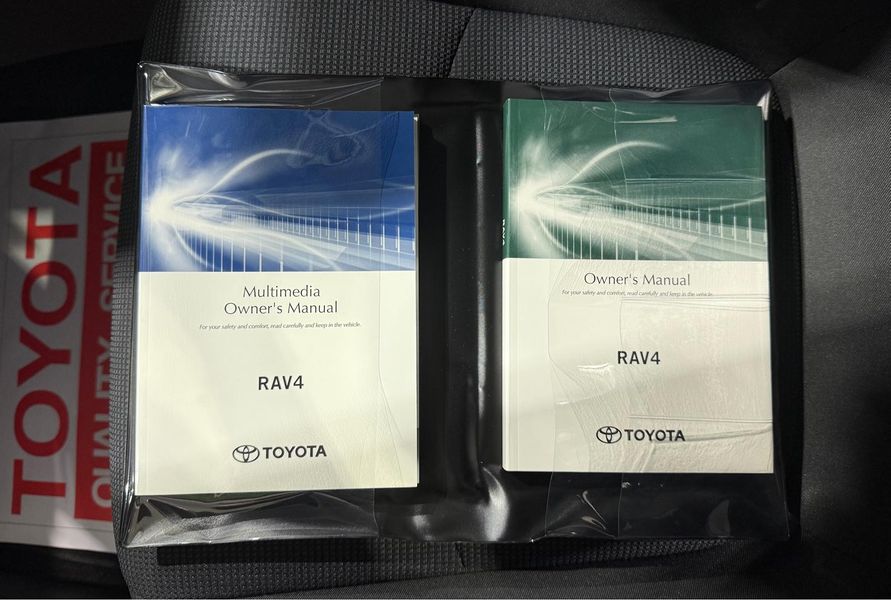 TOYOTA
QUALITY SERVICE
Multimedia
Owner's Manual
For your safety and comfort, read carefully and keep in the vehicle.
RAV4
TOYOTA
RAV4
Owner's Manual
For your safety and comfort, read carefully and keep in the vehicle.
RAV4
TOYOTA